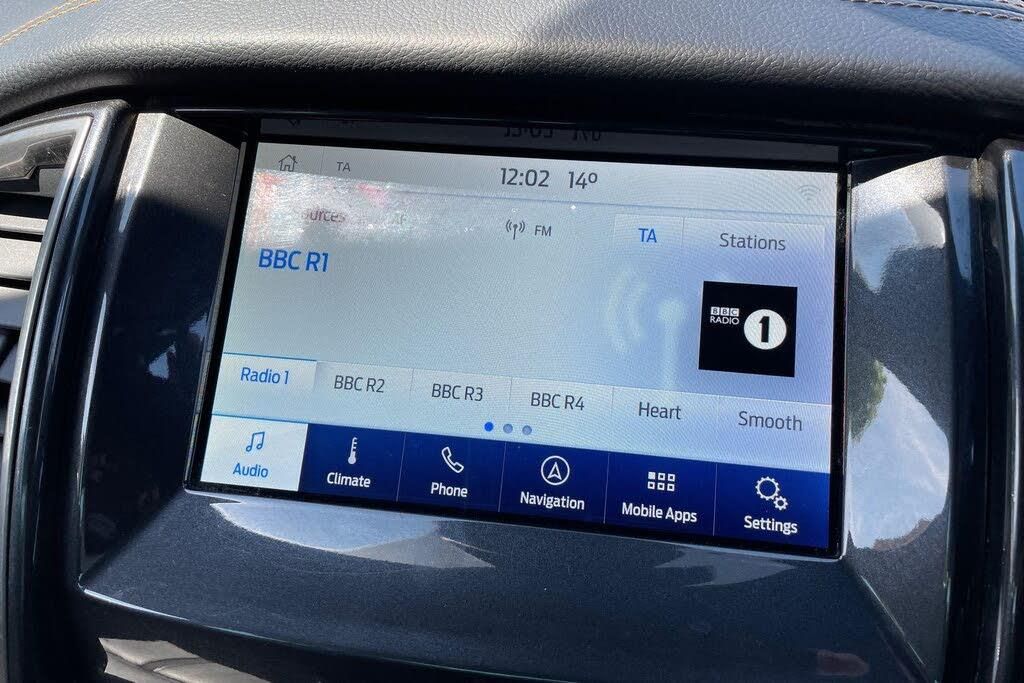 TA 12:02 14°
FM TA Stations
BBC R1
BBC
RADIO 1
Radio 1 BBC R2 BBC R3 BBC R4 Heart Smooth
Audio Climate Phone Navigation Mobile Apps Settings